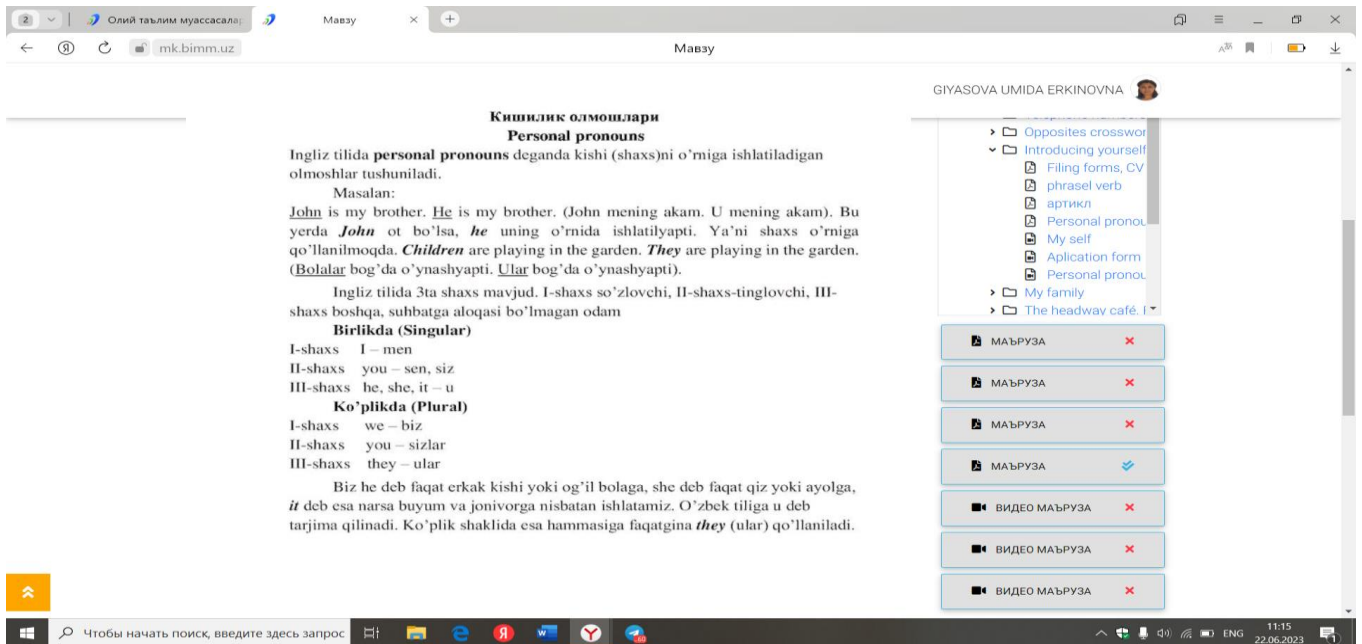 2
Олий таълим муассасалар
Мавзу
mk.bimm.uz
Мавзу
GIYASOVA UMIDA ERKINOVNA
Кишилик олмошлари
Personal pronouns
Ingliz tilida personal pronouns deganda kishi (shaxs)ni o’rniga ishlatiladigan
olmoshlar tushuniladi.
Masalan:
John is my brother. He is my brother. (John mening akam. U mening akam). Bu
yerda John ot bo’lsa, he uning o’rnida ishlatilyapti. Ya’ni shaxs o’rniga
qo’llanilmoqda. Children are playing in the garden. They are playing in the garden.
(Bolalar bog’da o’ynashyapti. Ular bog’da o’ynashyapti).
Ingliz tilida 3ta shaxs mavjud. I-shaxs so’zlovchi, II-shaxs-tinglovchi, III-
shaxs boshqa, suhbatga aloqasi bo’lmagan odam
Birlikda (Singular)
I-shaxs I – men
II-shaxs you – sen, siz
III-shaxs he, she, it – u
Ko’plikda (Plural)
I-shaxs we – biz
II-shaxs you – sizlar
III-shaxs they – ular
Biz he deb faqat erkak kishi yoki og’il bolaga, she deb faqat qiz yoki ayolga,
it deb esa narsa buyum va jonivorga nisbatan ishlatamiz. O’zbek tiliga u deb
tarjima qilinadi. Ko’plik shaklida esa hammasiga faqatgina they (ular) qo’llaniladi.
Opposites crosswor
Introducing yourself
Filing forms, CV
phrasel verb
артикл
Personal pronou
My self
Aplication form
Personal pronou
My family
The headway café.
МАЪРУЗА
МАЪРУЗА
МАЪРУЗА
МАЪРУЗА
ВИДЕО МАЪРУЗА
ВИДЕО МАЪРУЗА
ВИДЕО МАЪРУЗА
Чтобы начать поиск, введите здесь запрос
ENG
11:15
22.06.2023